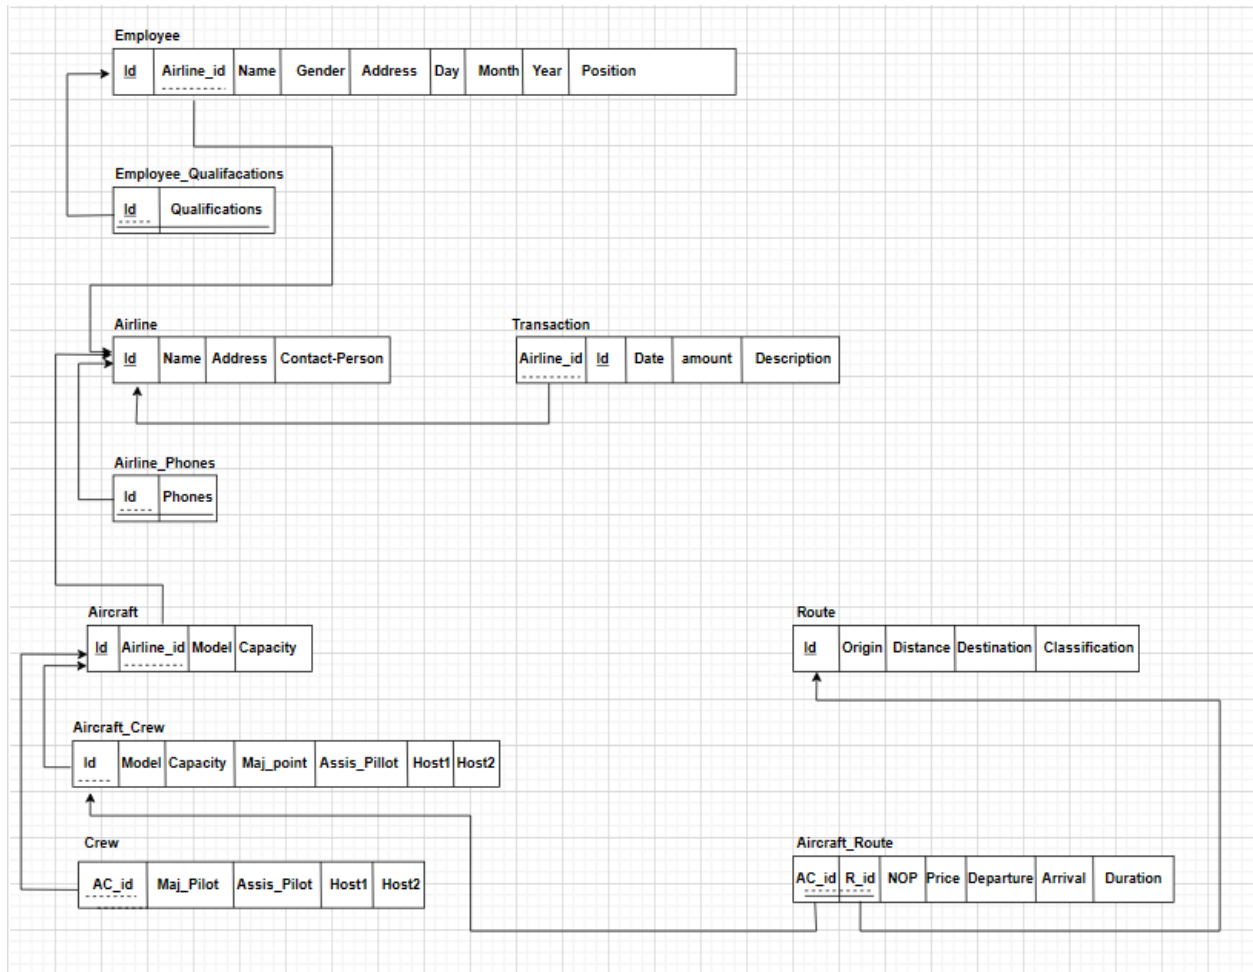 Employee
Id Airline_id Name Gender Address Day Month Year Position
Employee_Qualifacations
Id Qualifications
Airline
Id Name Address Contact-Person
Transaction
Airline_id Id Date amount Description
Airline_Phones
Id Phones
Aircraft
Id Airline_id Model Capacity
Route
Id Origin Distance Destination Classification
Aircraft_Crew
Id Model Capacity Maj_point Assis_Pillot Host1 Host2
Crew
AC_id Maj_Pilot Assis_Pilot Host1 Host2
Aircraft_Route
AC_id R_id NOP Price Departure Arrival Duration